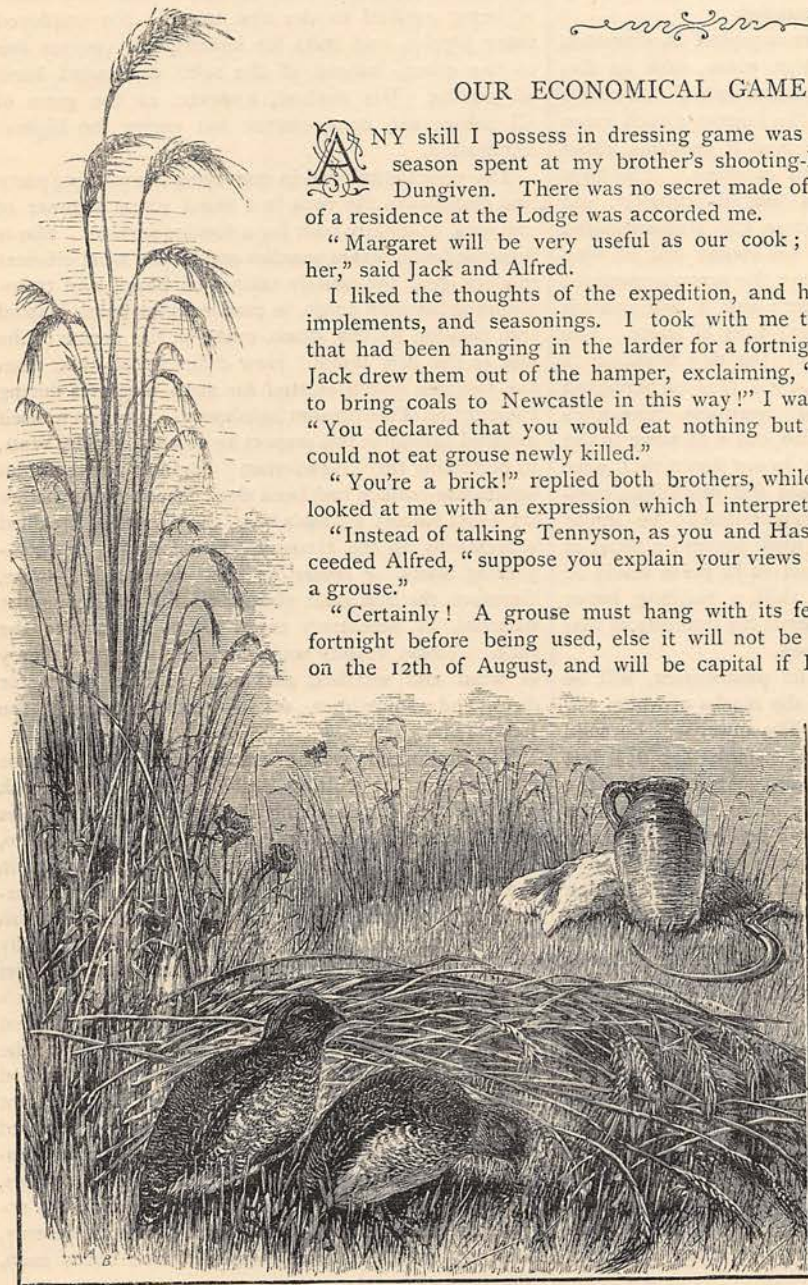 OUR ECONOMICAL GAME
ANY skill I possess in dressing game was
season spent at my brother's shooting-
Dungiven. There was no secret made of
of a residence at the Lodge was accorded me.
"Margaret will be very useful as our cook;
her," said Jack and Alfred.
I liked the thoughts of the expedition, and h
implements, and seasonings. I took with me t
that had been hanging in the larder for a fortnig
Jack drew them out of the hamper, exclaiming, "
to bring coals to Newcastle in this way!" I wa
"You declared that you would eat nothing but
could not eat grouse newly killed."
"You're a brick!" replied both brothers, while
looked at me with an expression which I interpret
"Instead of talking Tennyson, as you and Has
ceeded Alfred, "suppose you explain your views
a grouse."
"Certainly! A grouse must hang with its fe
fortnight before being used, else it will not be
on the 12th of August, and will be capital if I